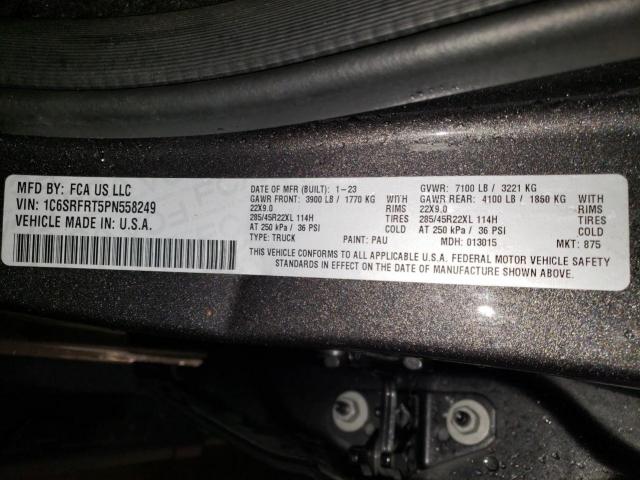 MFD BY: FCA US LLC
VIN: 1C6SRFRT5PN558249
VEHICLE MADE IN: U.S.A.
DATE OF MFR (BUILT): 1-23 GVWR: 7100 LB / 3221 KG
GAWR FRONT: 3900 LB / 1770 KG GAWR REAR: 4100 LB / 1860 KG
22X9.0 RIMS 22X9.0 RIMS
285/45R22XL 114H TIRES 285/45R22XL 114H TIRES
AT 250 kPa / 36 PSI COLD AT 250 kPa / 36 PSI COLD
TYPE: TRUCK PAINT: PAU MDH: 013015 MKT: 875
THIS VEHICLE CONFORMS TO ALL APPLICABLE U.S.A. FEDERAL MOTOR VEHICLE SAFETY
STANDARDS IN EFFECT ON THE DATE OF MANUFACTURE SHOWN ABOVE.